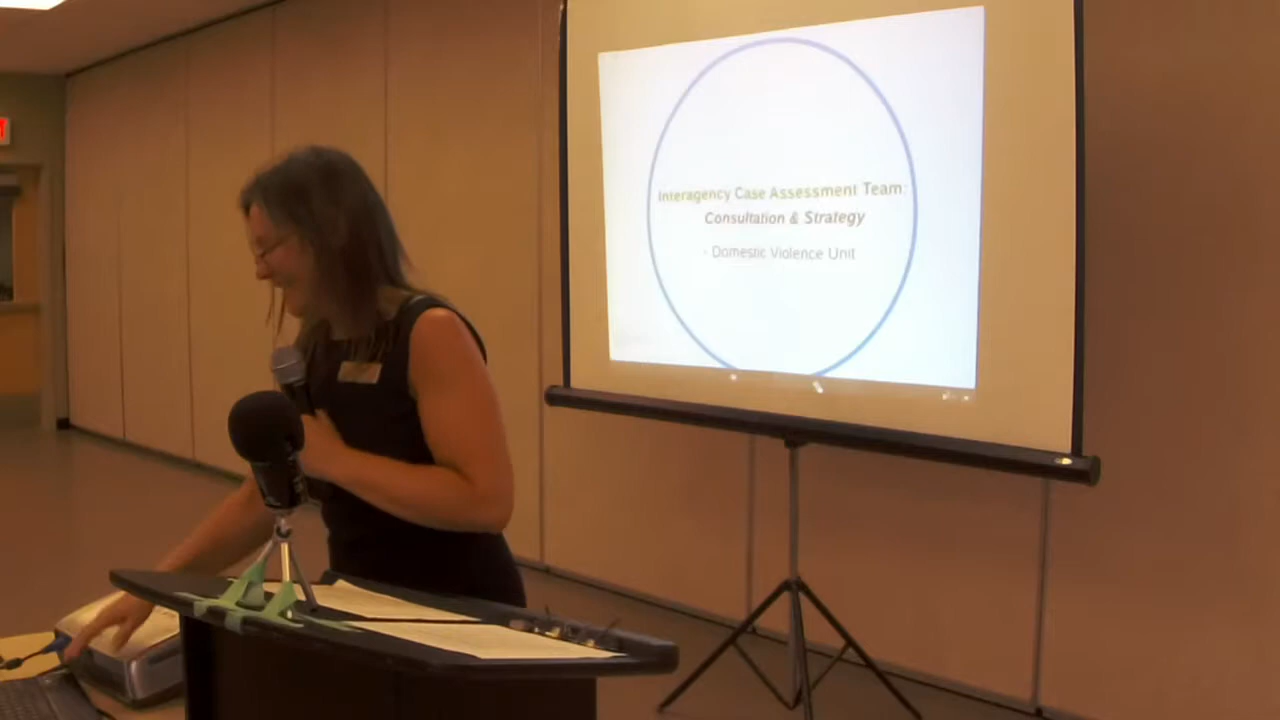 Interagency Case Assessment Team:
Consultation & Strategy
- Domestic Violence Unit